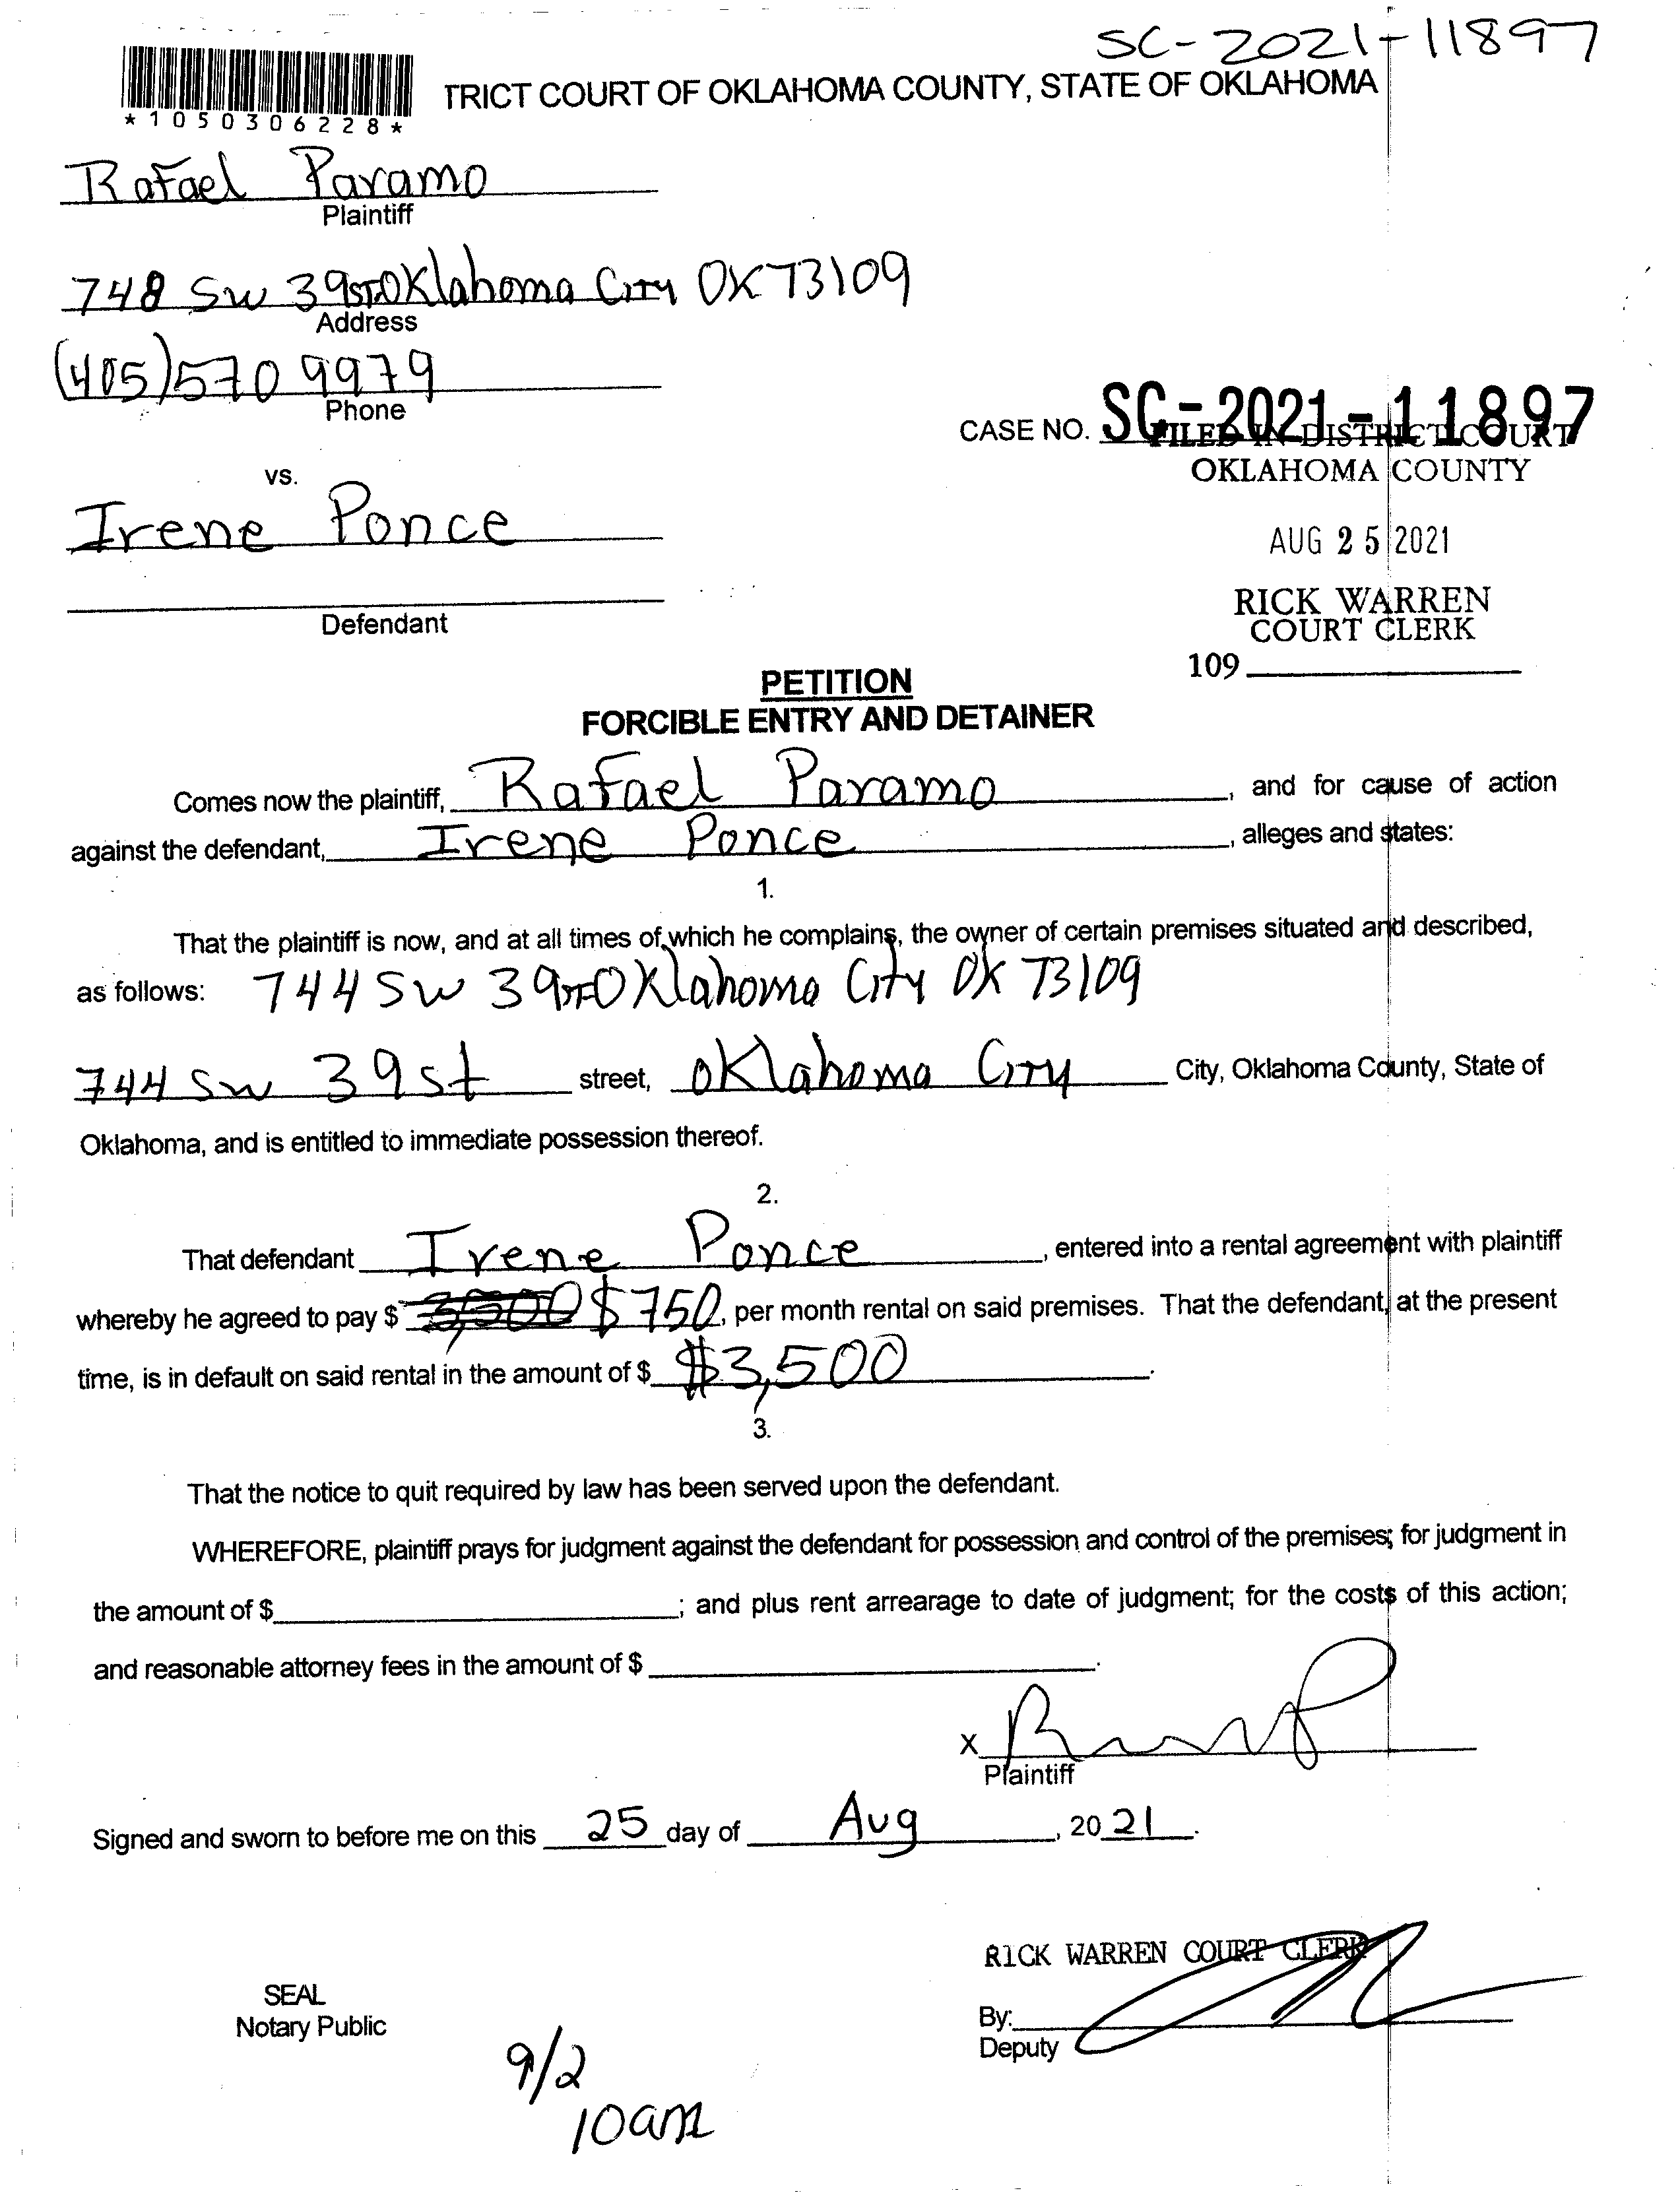 SC-2021-11897
*1050306228*
TRICT COURT OF OKLAHOMA COUNTY, STATE OF OKLAHOMA
Rafael Paramo
Plaintiff
748 SW 39ST Oklahoma City OK 73109
Address
(405)570 9979
Phone
CASE NO. SC-2021-11897
FILED IN DISTRICT COURT
OKLAHOMA COUNTY
vs.
Irene Ponce
AUG 25 2021
Defendant
RICK WARREN
COURT CLERK
109
PETITION
FORCIBLE ENTRY AND DETAINER
Comes now the plaintiff, Rafael Paramo, and for cause of action
against the defendant, Irene Ponce, alleges and states:
1.
That the plaintiff is now, and at all times of which he complains, the owner of certain premises situated and described,
as follows: 744 SW 39ST Oklahoma City OK 73109
744 SW 39st street, Oklahoma City City, Oklahoma County, State of
Oklahoma, and is entitled to immediate possession thereof.
2.
That defendant Irene Ponce, entered into a rental agreement with plaintiff
whereby he agreed to pay $ 3,500 $750, per month rental on said premises. That the defendant, at the present
time, is in default on said rental in the amount of $ $3,500.
3.
That the notice to quit required by law has been served upon the defendant.
WHEREFORE, plaintiff prays for judgment against the defendant for possession and control of the premises; for judgment in
the amount of $ ; and plus rent arrearage to date of judgment; for the costs of this action;
and reasonable attorney fees in the amount of $ .
X
Plaintiff
Signed and sworn to before me on this 25 day of Aug, 2021.
RICK WARREN COURT CLERK
SEAL
Notary Public
By:
Deputy
9/2
10am